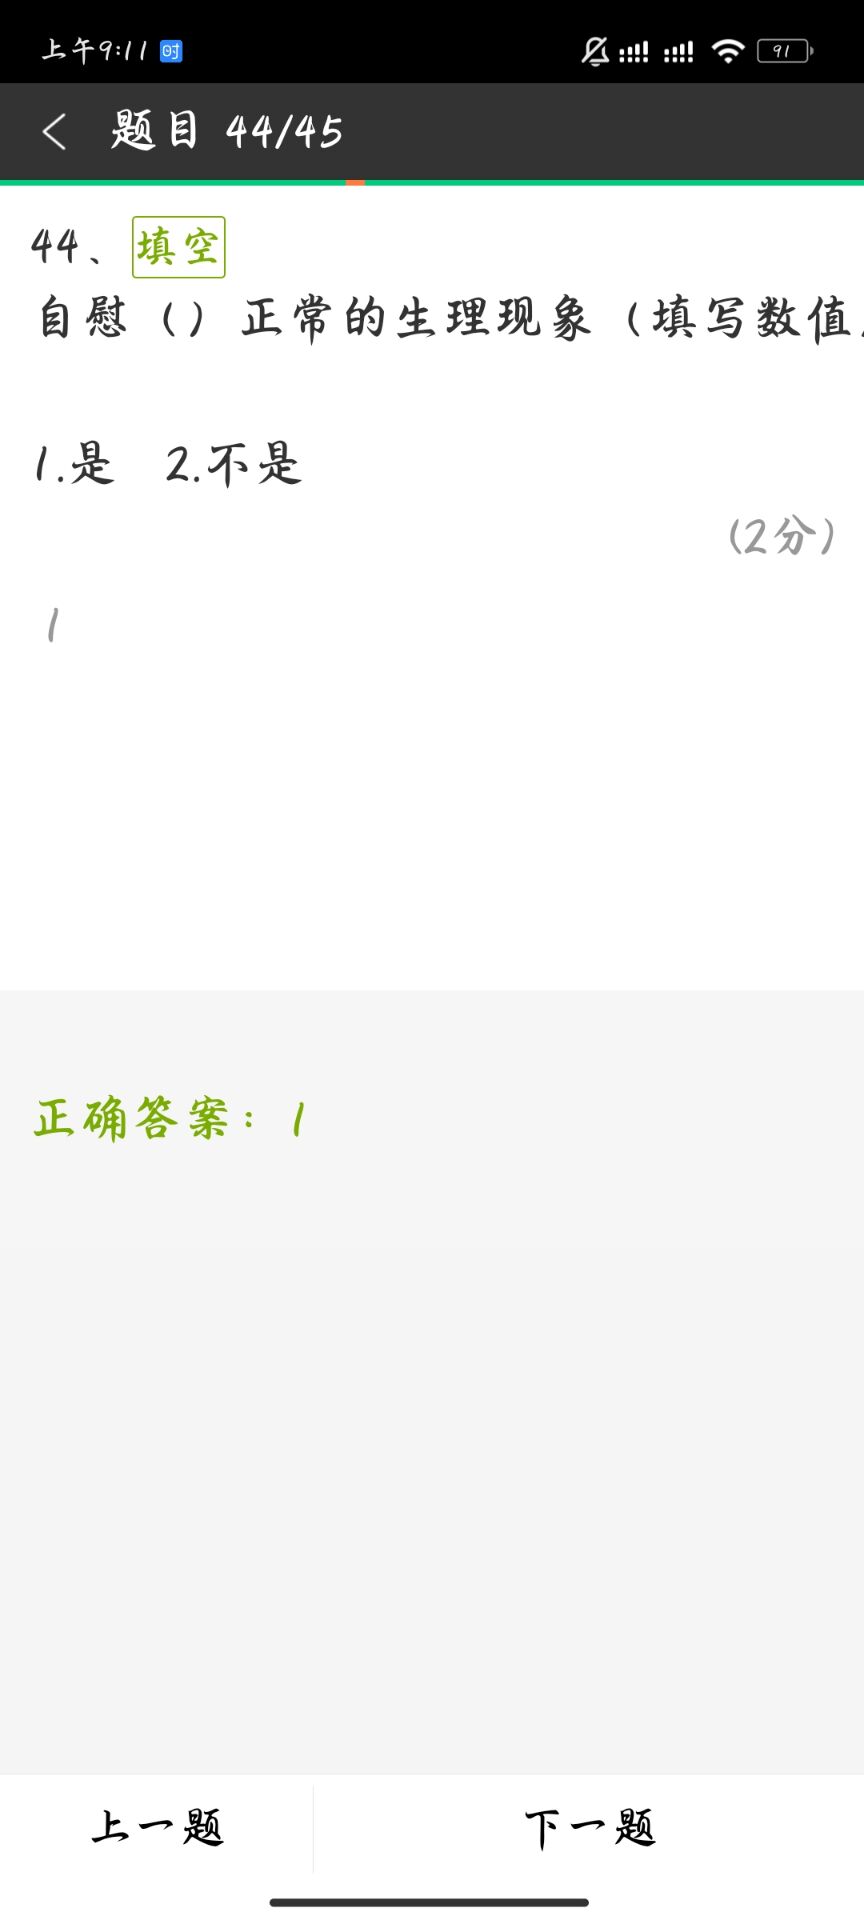 上午9:11 时 91
题目 44/45
44、填空
自慰（）正常的生理现象（填写数值
1.是 2.不是
(2分)
1
正确答案：1
上一题 下一题